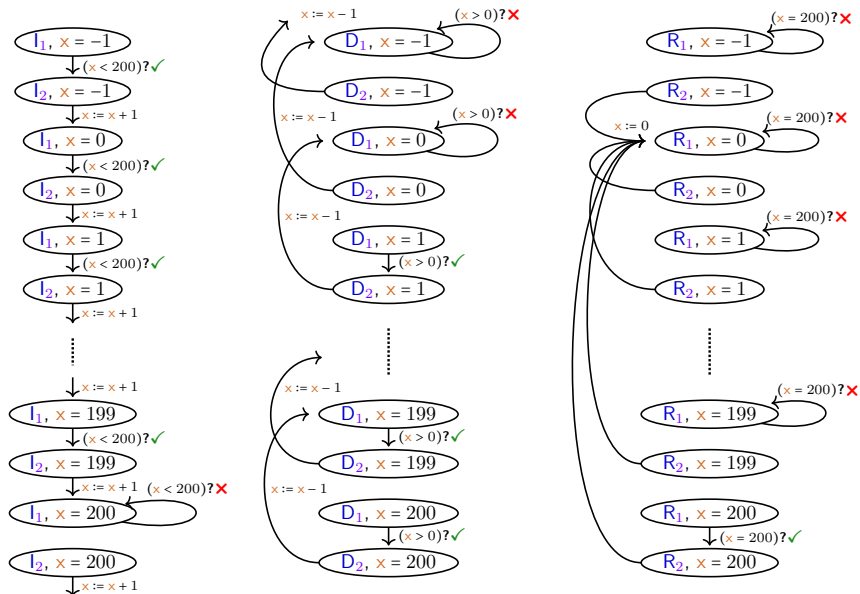 I₁, x = −1
(x < 200)?✓
I₂, x = −1
x := x + 1
I₁, x = 0
(x < 200)?✓
I₂, x = 0
x := x + 1
I₁, x = 1
(x < 200)?✓
I₂, x = 1
x := x + 1
x := x + 1
I₁, x = 199
(x < 200)?✓
I₂, x = 199
x := x + 1
(x < 200)?✗
I₁, x = 200
I₂, x = 200
x := x + 1
x := x − 1
(x > 0)?✗
D₁, x = −1
D₂, x = −1
x := x − 1
(x > 0)?✗
D₁, x = 0
D₂, x = 0
x := x − 1
D₁, x = 1
(x > 0)?✓
D₂, x = 1
x := x − 1
D₁, x = 199
(x > 0)?✓
D₂, x = 199
x := x − 1
D₁, x = 200
(x > 0)?✓
D₂, x = 200
(x = 200)?✗
R₁, x = −1
R₂, x = −1
x := 0
(x = 200)?✗
R₁, x = 0
R₂, x = 0
(x = 200)?✗
R₁, x = 1
R₂, x = 1
(x = 200)?✗
R₁, x = 199
R₂, x = 199
R₁, x = 200
(x = 200)?✓
R₂, x = 200